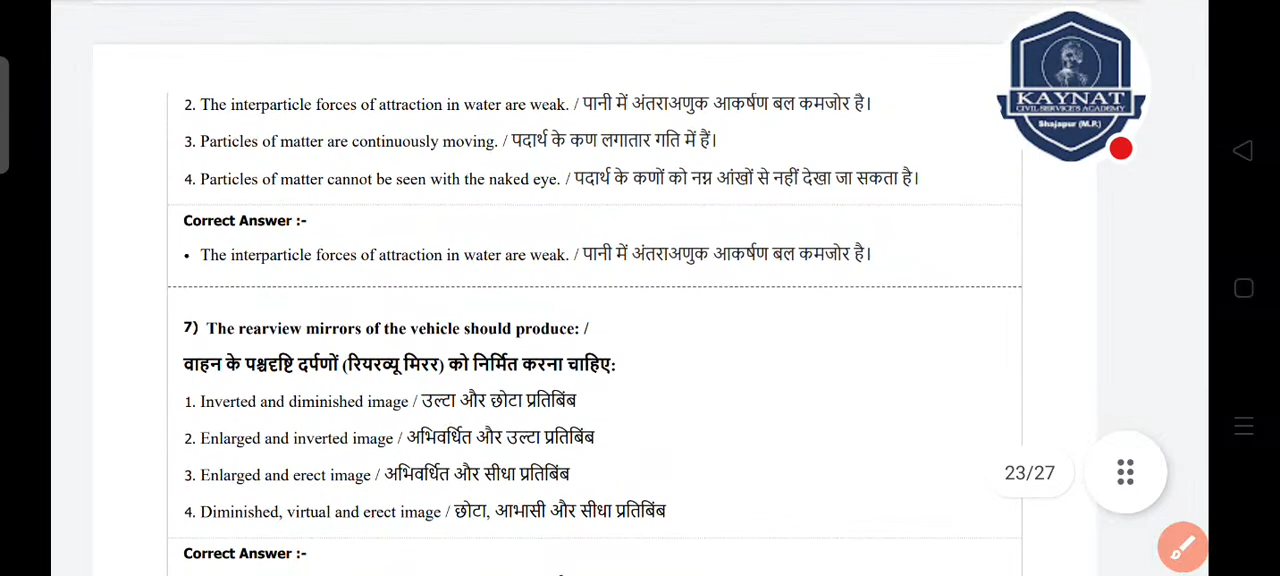 KAYNAT
CIVIL SERVICE'S ACADEMY
Shajapur (M.P.)
2. The interparticle forces of attraction in water are weak. / पानी में अंतराअणुक आकर्षण बल कमजोर है।
3. Particles of matter are continuously moving. / पदार्थ के कण लगातार गति में हैं।
4. Particles of matter cannot be seen with the naked eye. / पदार्थ के कणों को नग्न आंखों से नहीं देखा जा सकता है।
Correct Answer :-
• The interparticle forces of attraction in water are weak. / पानी में अंतराअणुक आकर्षण बल कमजोर है।
7) The rearview mirrors of the vehicle should produce: /
वाहन के पश्चदृष्टि दर्पणों (रियरव्यू मिरर) को निर्मित करना चाहिए:
1. Inverted and diminished image / उल्टा और छोटा प्रतिबिंब
2. Enlarged and inverted image / अभिवर्धित और उल्टा प्रतिबिंब
3. Enlarged and erect image / अभिवर्धित और सीधा प्रतिबिंब
23/27
4. Diminished, virtual and erect image / छोटा, आभासी और सीधा प्रतिबिंब
Correct Answer :-